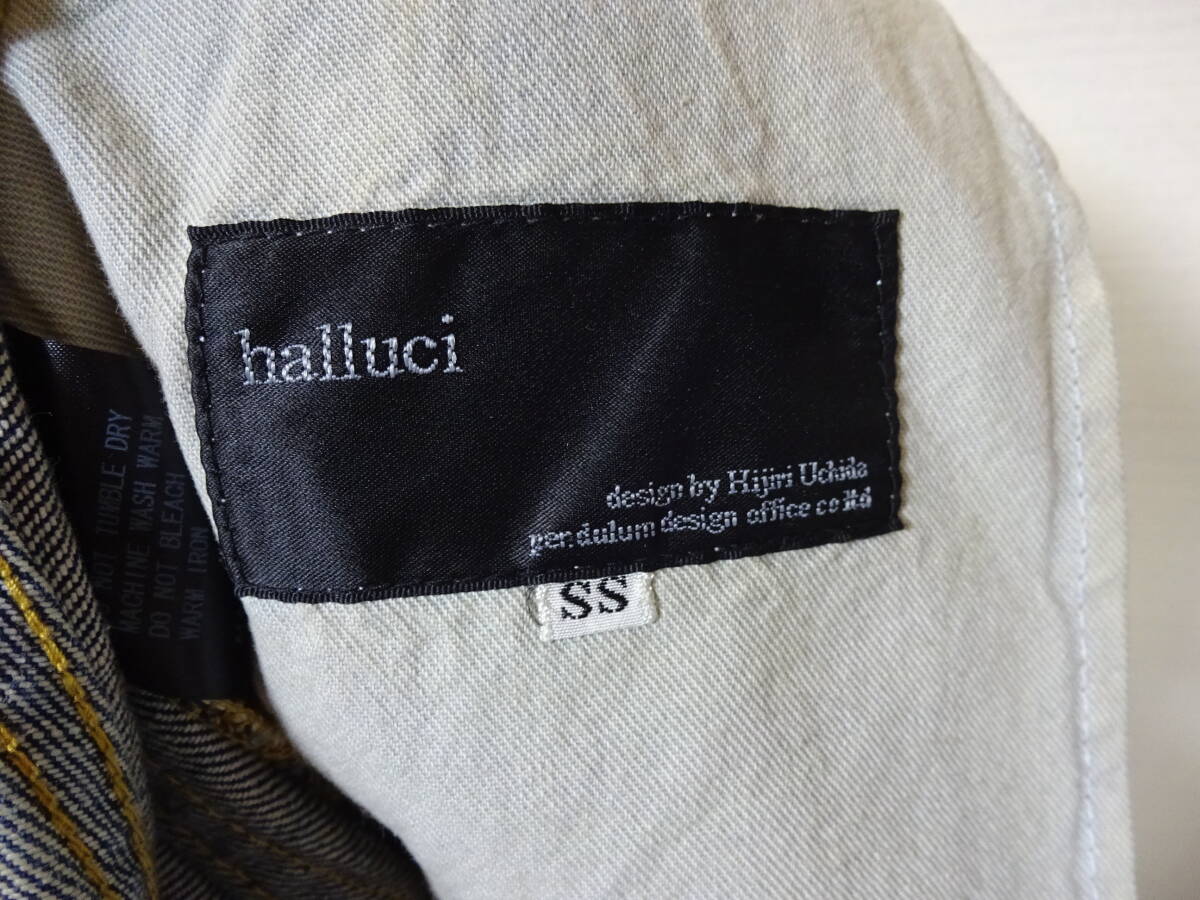 halluci
design by Hijiri Uchida
pendulum design office co ltd
SS
NOT TUMBLE DRY
MACHINE WASH WARM
DO NOT BLEACH
WARM IRON